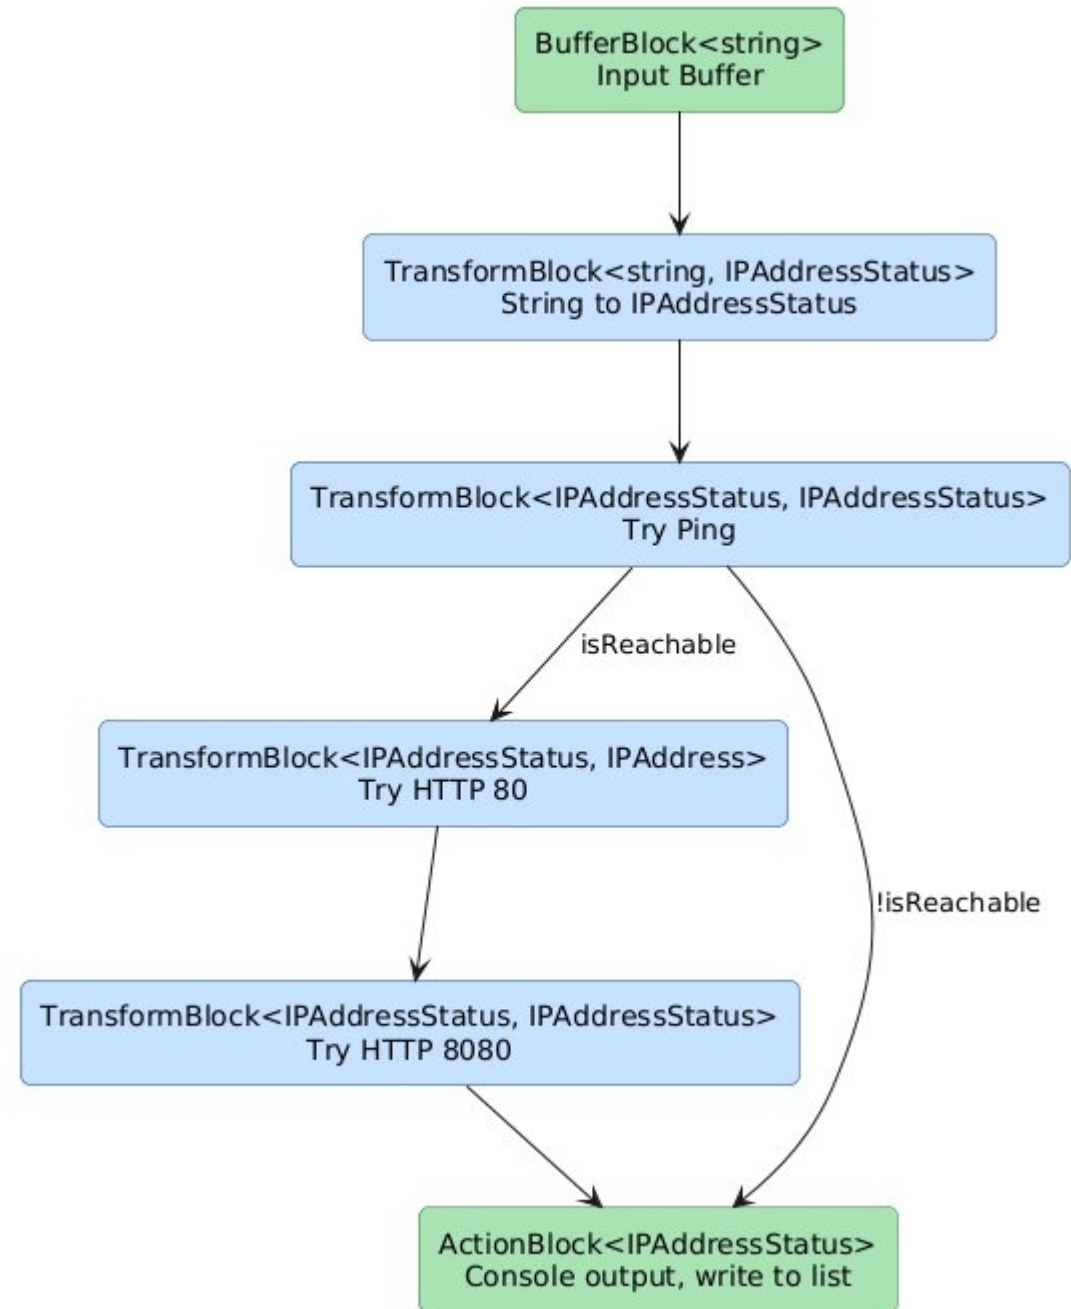 BufferBlock<string>
Input Buffer
TransformBlock<string, IPAddressStatus>
String to IPAddressStatus
TransformBlock<IPAddressStatus, IPAddressStatus>
Try Ping
isReachable
TransformBlock<IPAddressStatus, IPAddress>
Try HTTP 80
!isReachable
TransformBlock<IPAddressStatus, IPAddressStatus>
Try HTTP 8080
ActionBlock<IPAddressStatus>
Console output, write to list